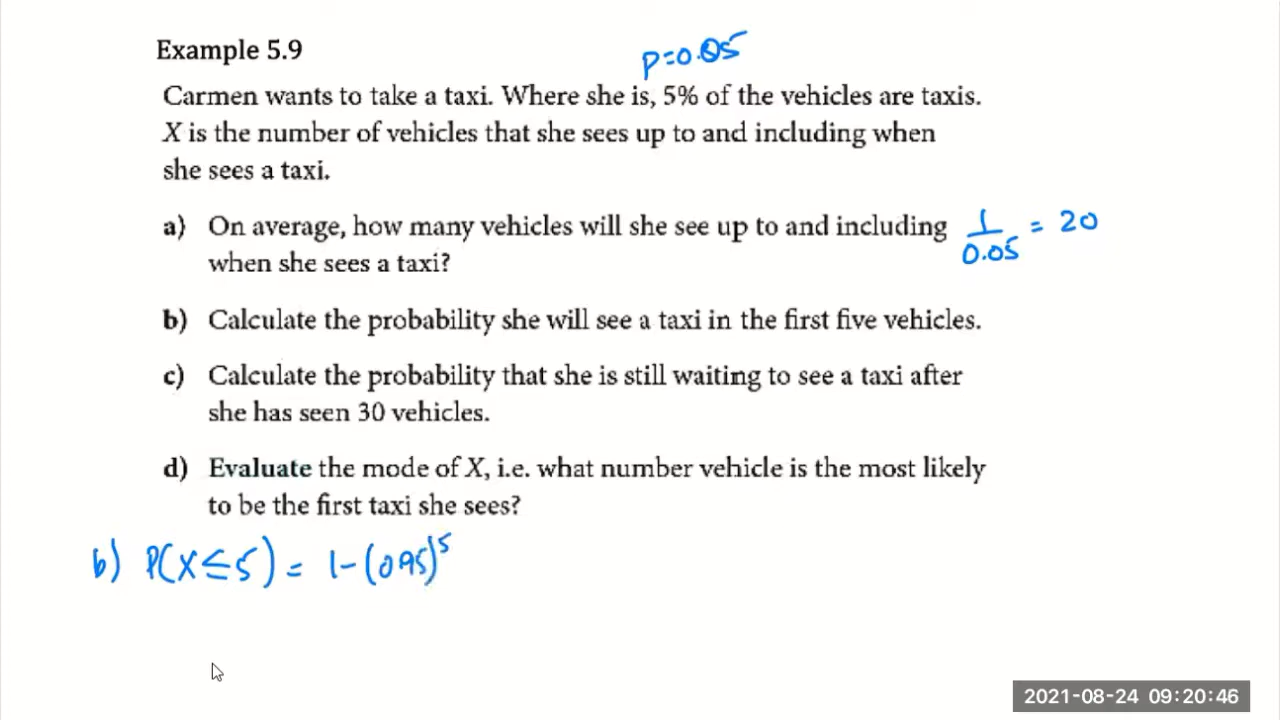 Example 5.9
p=0.05
Carmen wants to take a taxi. Where she is, 5% of the vehicles are taxis.
X is the number of vehicles that she sees up to and including when
she sees a taxi.
a) On average, how many vehicles will she see up to and including
when she sees a taxi?
1/0.05 = 20
b) Calculate the probability she will see a taxi in the first five vehicles.
c) Calculate the probability that she is still waiting to see a taxi after
she has seen 30 vehicles.
d) Evaluate the mode of X, i.e. what number vehicle is the most likely
to be the first taxi she sees?
b) P(X≤5) = 1-(0.95)⁵
2021-08-24 09:20:46